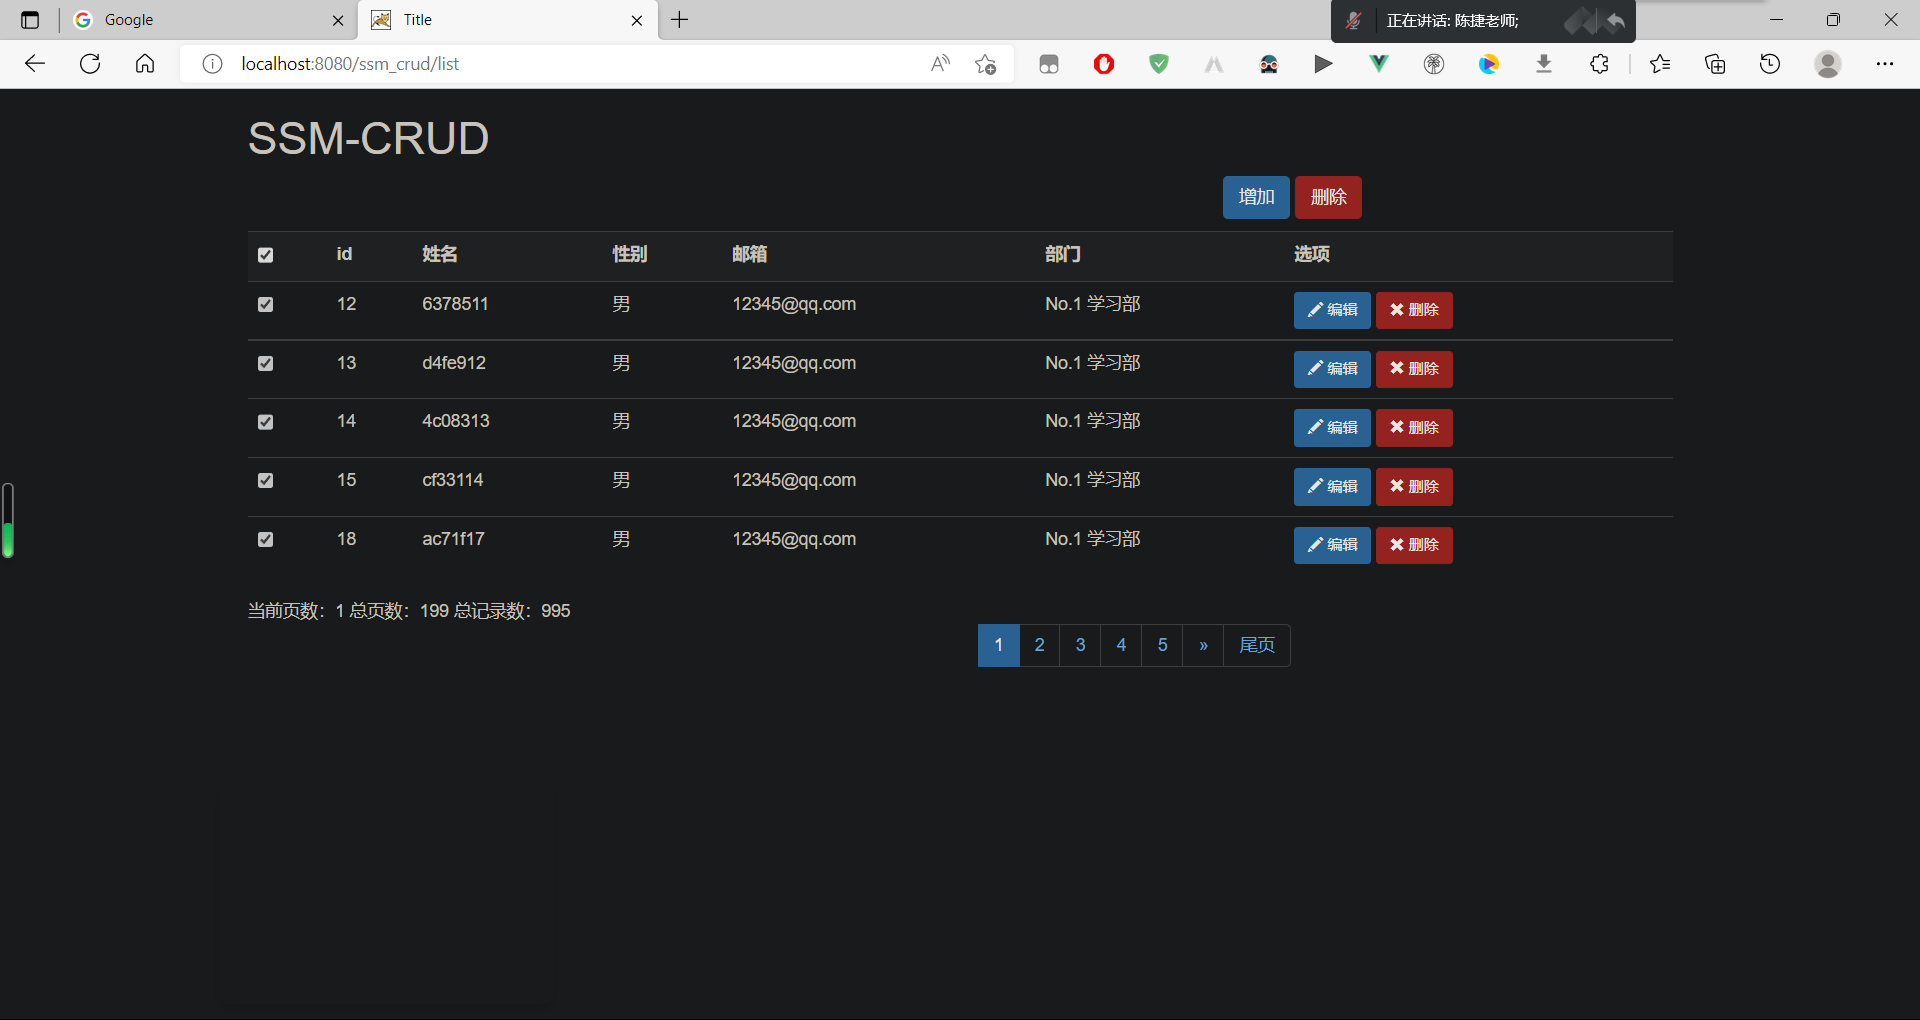 Google
Title
正在讲话: 陈捷老师;
localhost:8080/ssm_crud/list
SSM-CRUD
增加 删除
id 姓名 性别 邮箱 部门 选项
12 6378511 男 12345@qq.com No.1 学习部 编辑 删除
13 d4fe912 男 12345@qq.com No.1 学习部 编辑 删除
14 4c08313 男 12345@qq.com No.1 学习部 编辑 删除
15 cf33114 男 12345@qq.com No.1 学习部 编辑 删除
18 ac71f17 男 12345@qq.com No.1 学习部 编辑 删除
当前页数：1 总页数：199 总记录数：995
1 2 3 4 5 » 尾页